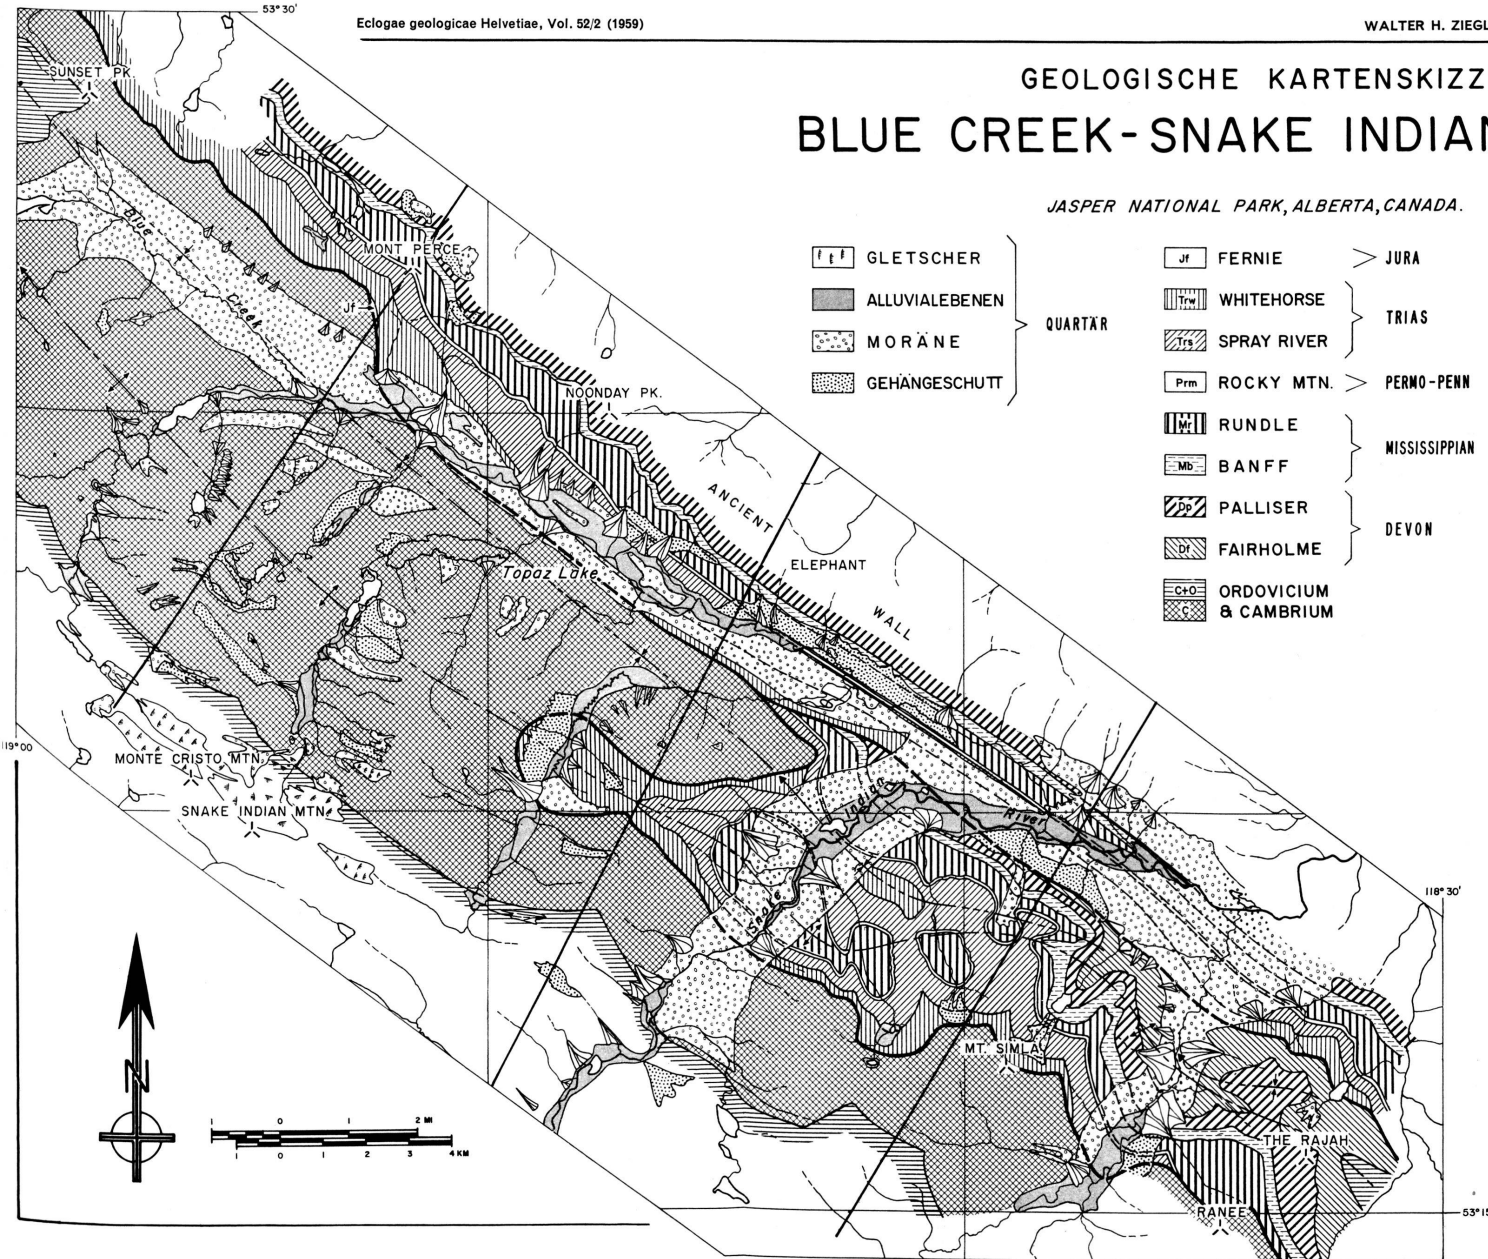 53°30'
Eclogae geologicae Helvetiae, Vol. 52/2 (1959)
WALTER H. ZIEGL
GEOLOGISCHE KARTENSKIZZ
BLUE CREEK-SNAKE INDIAN
JASPER NATIONAL PARK, ALBERTA, CANADA.
GLETSCHER
ALLUVIALEBENEN
MORÄNE
GEHÄNGESCHUTT
QUARTÄR
Jf FERNIE
JURA
Trw WHITEHORSE
Trs SPRAY RIVER
TRIAS
Prm ROCKY MTN.
PERMO-PENN
Mr RUNDLE
Mb BANFF
MISSISSIPPIAN
Dp PALLISER
Df FAIRHOLME
DEVON
C+O ORDOVICIUM
C & CAMBRIUM
SUNSET PK.
Blue
Creek
MONT PERCE
Jf
NOONDAY PK.
ANCIENT
ELEPHANT
WALL
Topaz Lake
119°00
MONTE CRISTO MTN.
SNAKE INDIAN MTN.
Snake
Indian
River
118°30'
MT. SIMLA
THE RAJAH
RANEE
53°15
N
1 0 1 2 MI
1 0 1 2 3 4 KM